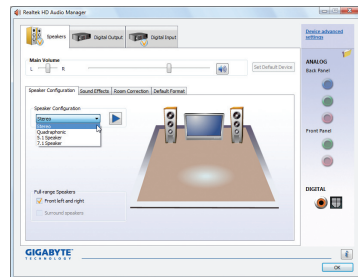 Realtek HD Audio Manager
Speakers
Digital Output
Digital Input
Device advanced settings
Main Volume
L
R
Set Default Device
ANALOG
Back Panel
Speaker Configuration
Sound Effects
Room Correction
Default Format
Speaker Configuration
Stereo
Stereo
Quadraphonic
5.1 Speaker
7.1 Speaker
Front Panel
Full-range Speakers
Front left and right
Surround speakers
DIGITAL
GIGABYTE
TECHNOLOGY
OK